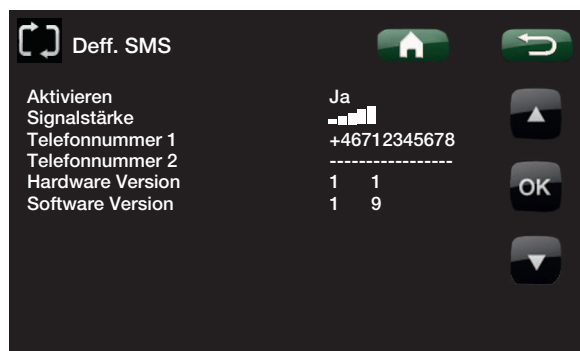 Deff. SMS
Aktivieren Ja
Signalstärke
Telefonnummer 1 +46712345678
Telefonnummer 2 -----------------
Hardware Version 1 1
Software Version 1 9
OK